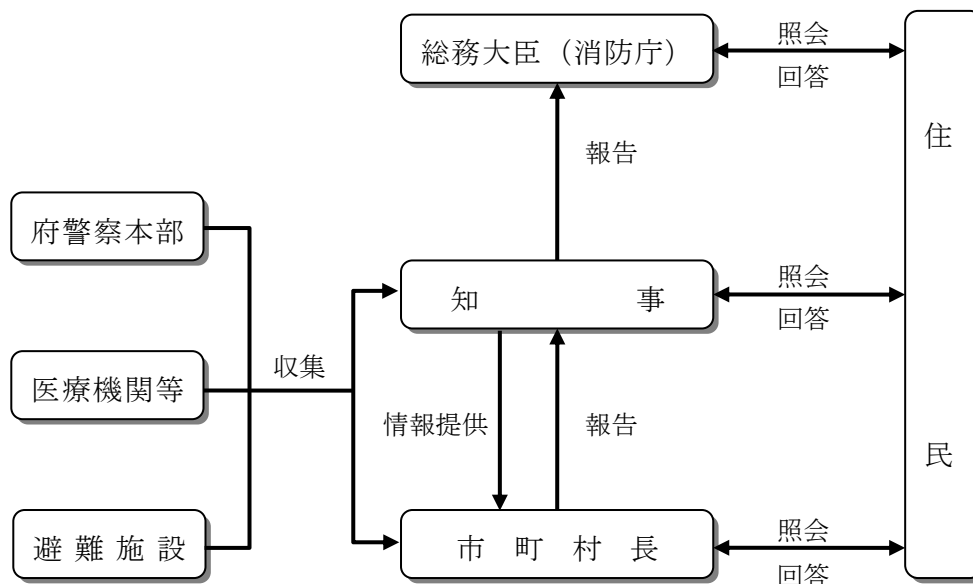 総務大臣（消防庁）
照会
回答
住民
報告
府警察本部
知事
照会
回答
医療機関等
収集
情報提供
報告
避難施設
市町村長
照会
回答